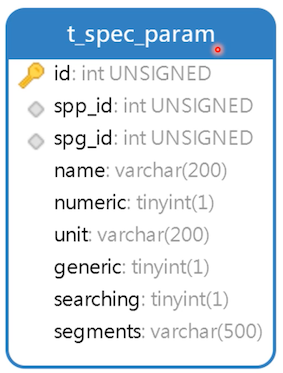 t_spec_param
id: int UNSIGNED
spp_id: int UNSIGNED
spg_id: int UNSIGNED
name: varchar(200)
numeric: tinyint(1)
unit: varchar(200)
generic: tinyint(1)
searching: tinyint(1)
segments: varchar(500)